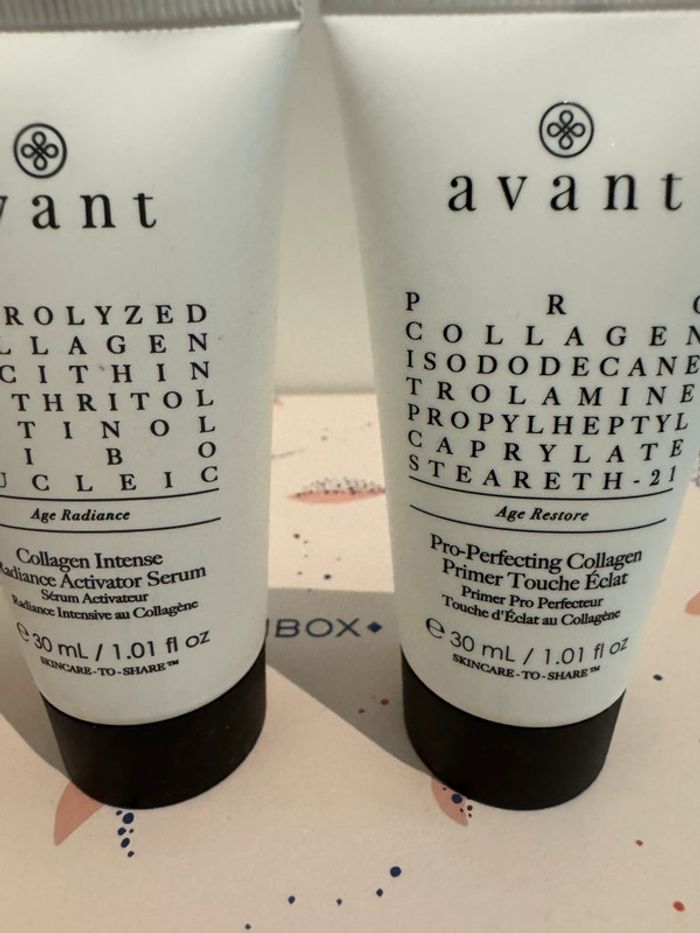 vant
ROLYZED
LLAGEN
CITHIN
THRITOL
TINOL
IBO
UCLEIC
Age Radiance
Collagen Intense
Radiance Activator Serum
Sérum Activateur
Radiance Intensive au Collagène
e 30 mL / 1.01 fl oz
SKINCARE-TO-SHARE™
avant
PRO
COLLAGEN
ISODODECANE
TROLAMINE
PROPYLHEPTYL
CAPRYLATE
STEARETH-21
Age Restore
Pro-Perfecting Collagen
Primer Touche Éclat
Primer Pro Perfecteur
Touche d'Éclat au Collagène
e 30 mL / 1.01 fl oz
SKINCARE-TO-SHARE™
BOX